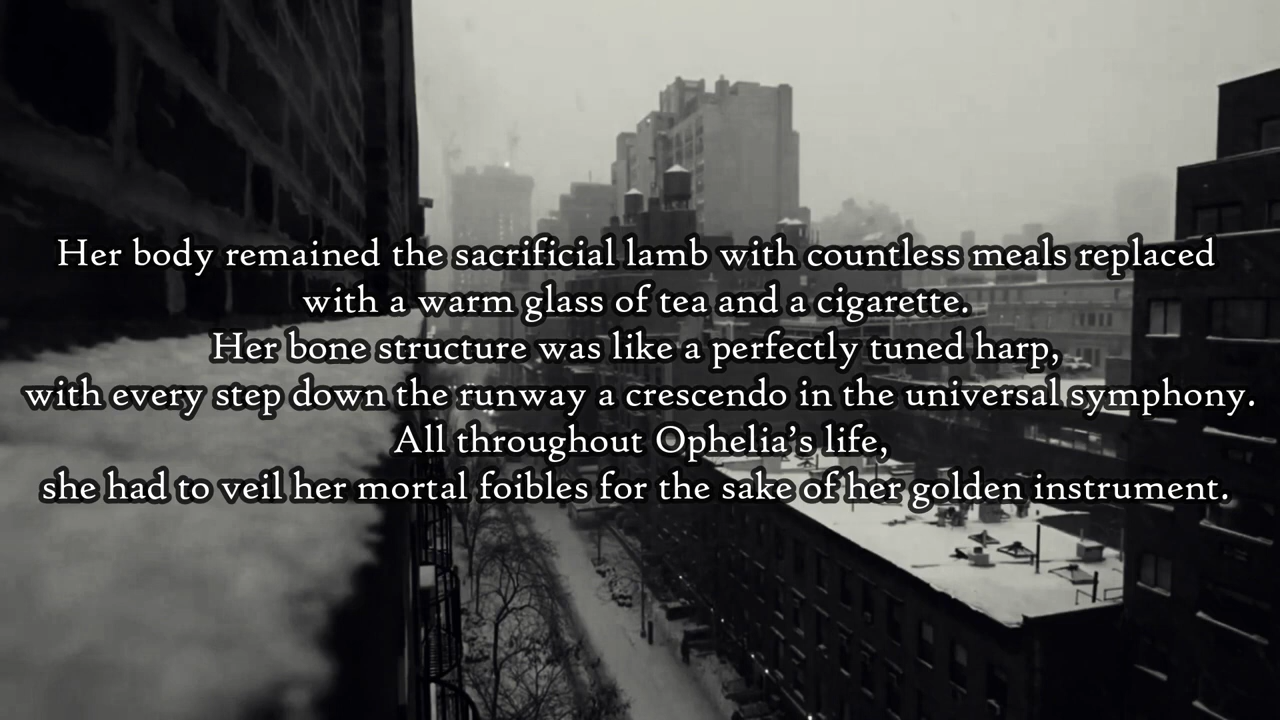 Her body remained the sacrificial lamb with countless meals replaced
with a warm glass of tea and a cigarette.
Her bone structure was like a perfectly tuned harp,
with every step down the runway a crescendo in the universal symphony.
All throughout Ophelia’s life,
she had to veil her mortal foibles for the sake of her golden instrument.